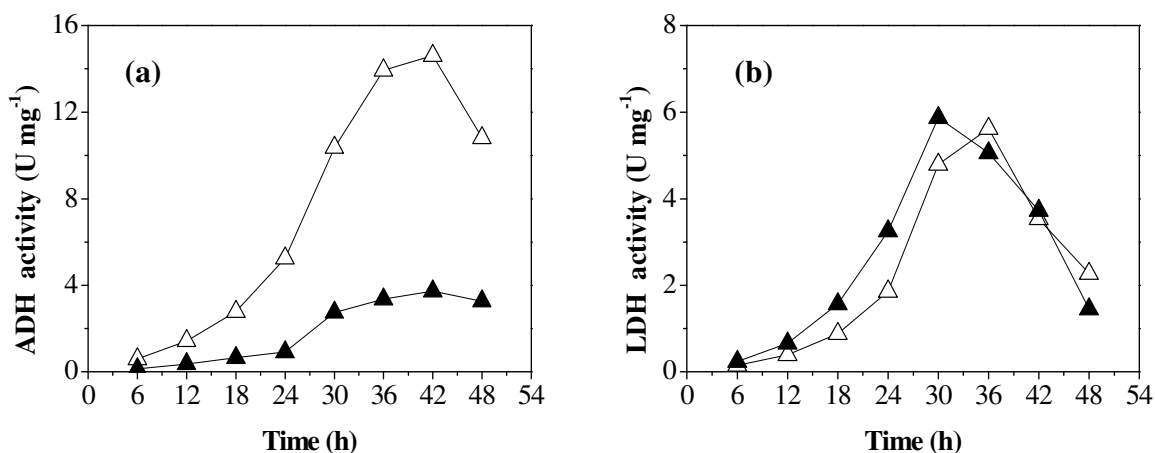 (a)
ADH activity (U mg-1)
16
12
8
4
0
0 6 12 18 24 30 36 42 48 54
Time (h)
(b)
LDH activity (U mg-1)
8
6
4
2
0
0 6 12 18 24 30 36 42 48 54
Time (h)